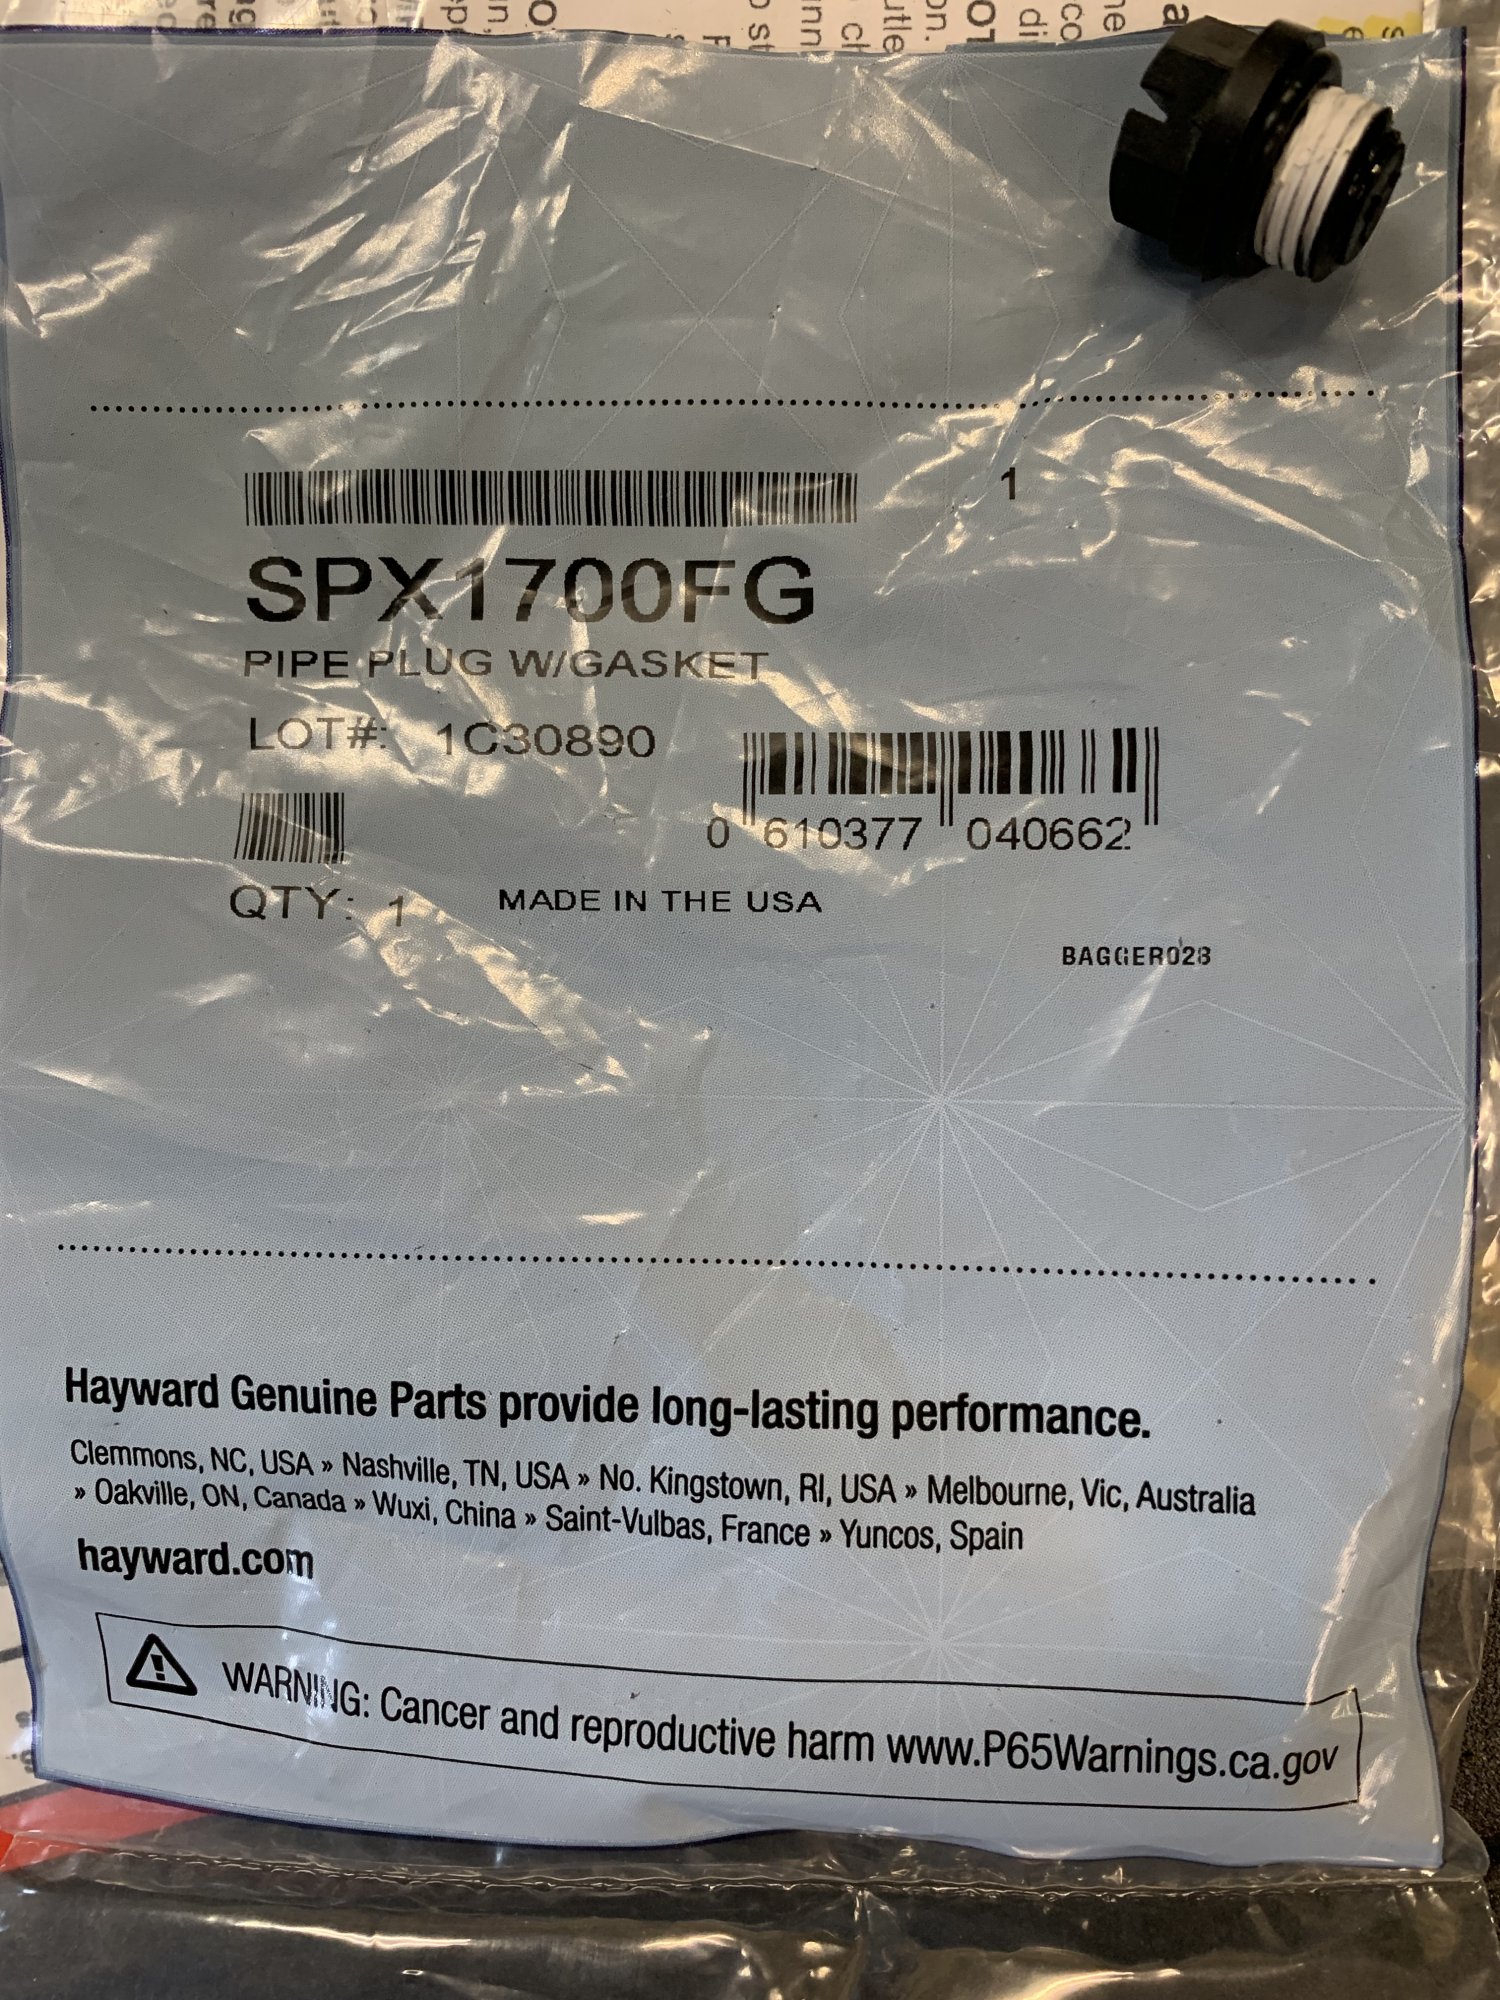 1
SPX1700FG
PIPE PLUG W/GASKET
LOT#: 1C30890
0 610377 040662
QTY: 1 MADE IN THE USA
BAGGER028
Hayward Genuine Parts provide long-lasting performance.
Clemmons, NC, USA » Nashville, TN, USA » No. Kingstown, RI, USA » Melbourne, Vic, Australia
» Oakville, ON, Canada » Wuxi, China » Saint-Vulbas, France » Yuncos, Spain
hayward.com
WARNING: Cancer and reproductive harm www.P65Warnings.ca.gov